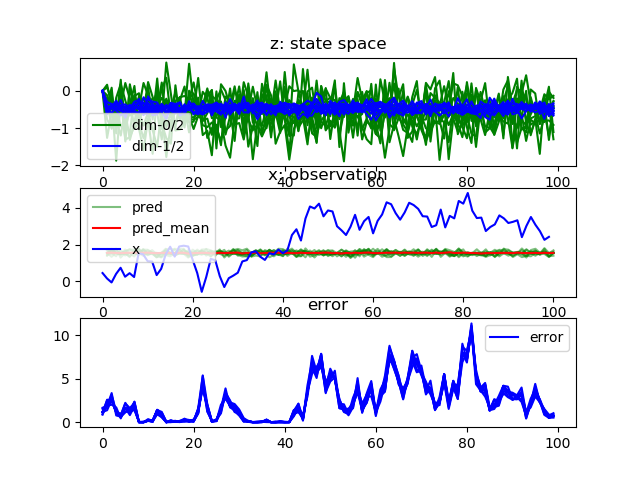 z: state space
0
−1
−2
dim-0/2
dim-1/2
0 20 40 60 80 100
x: observation
4
2
0
pred
pred_mean
x
0 20 40 60 80 100
error
10
5
0
error
0 20 40 60 80 100